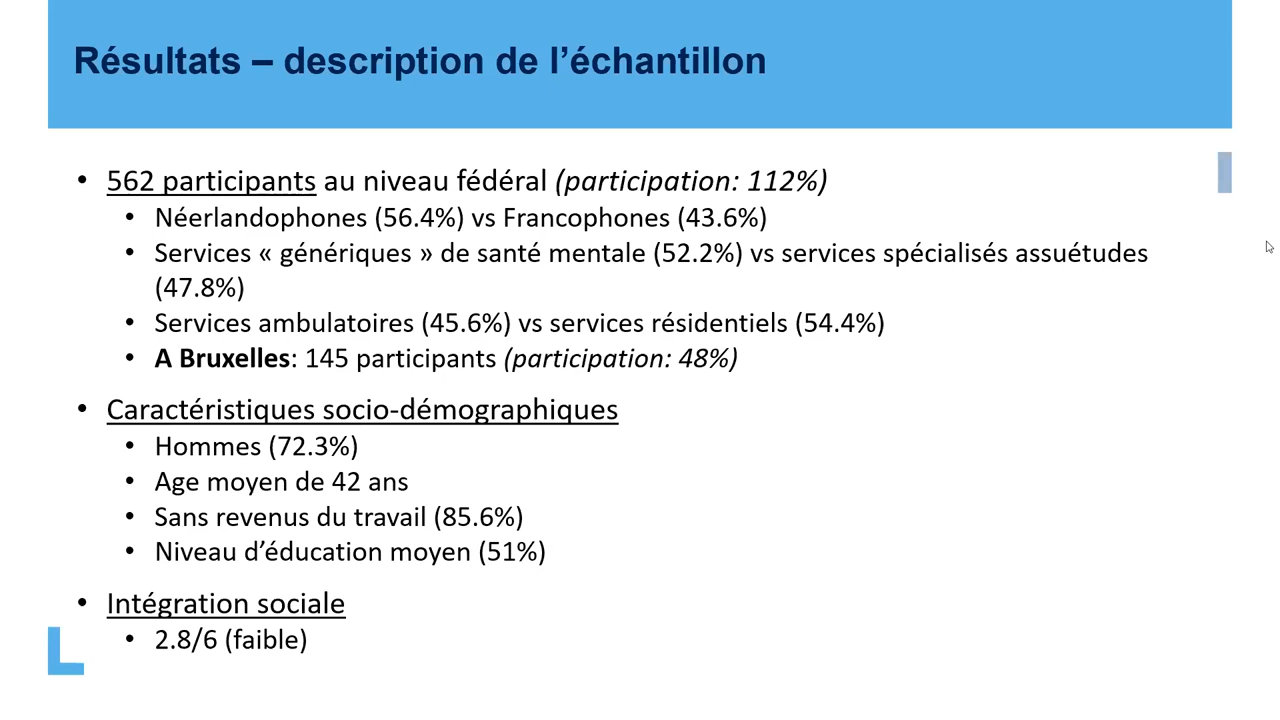 Résultats – description de l’échantillon
• 562 participants au niveau fédéral (participation: 112%)
• Néerlandophones (56.4%) vs Francophones (43.6%)
• Services « génériques » de santé mentale (52.2%) vs services spécialisés assuétudes
(47.8%)
• Services ambulatoires (45.6%) vs services résidentiels (54.4%)
• A Bruxelles: 145 participants (participation: 48%)
• Caractéristiques socio-démographiques
• Hommes (72.3%)
• Age moyen de 42 ans
• Sans revenus du travail (85.6%)
• Niveau d’éducation moyen (51%)
• Intégration sociale
• 2.8/6 (faible)